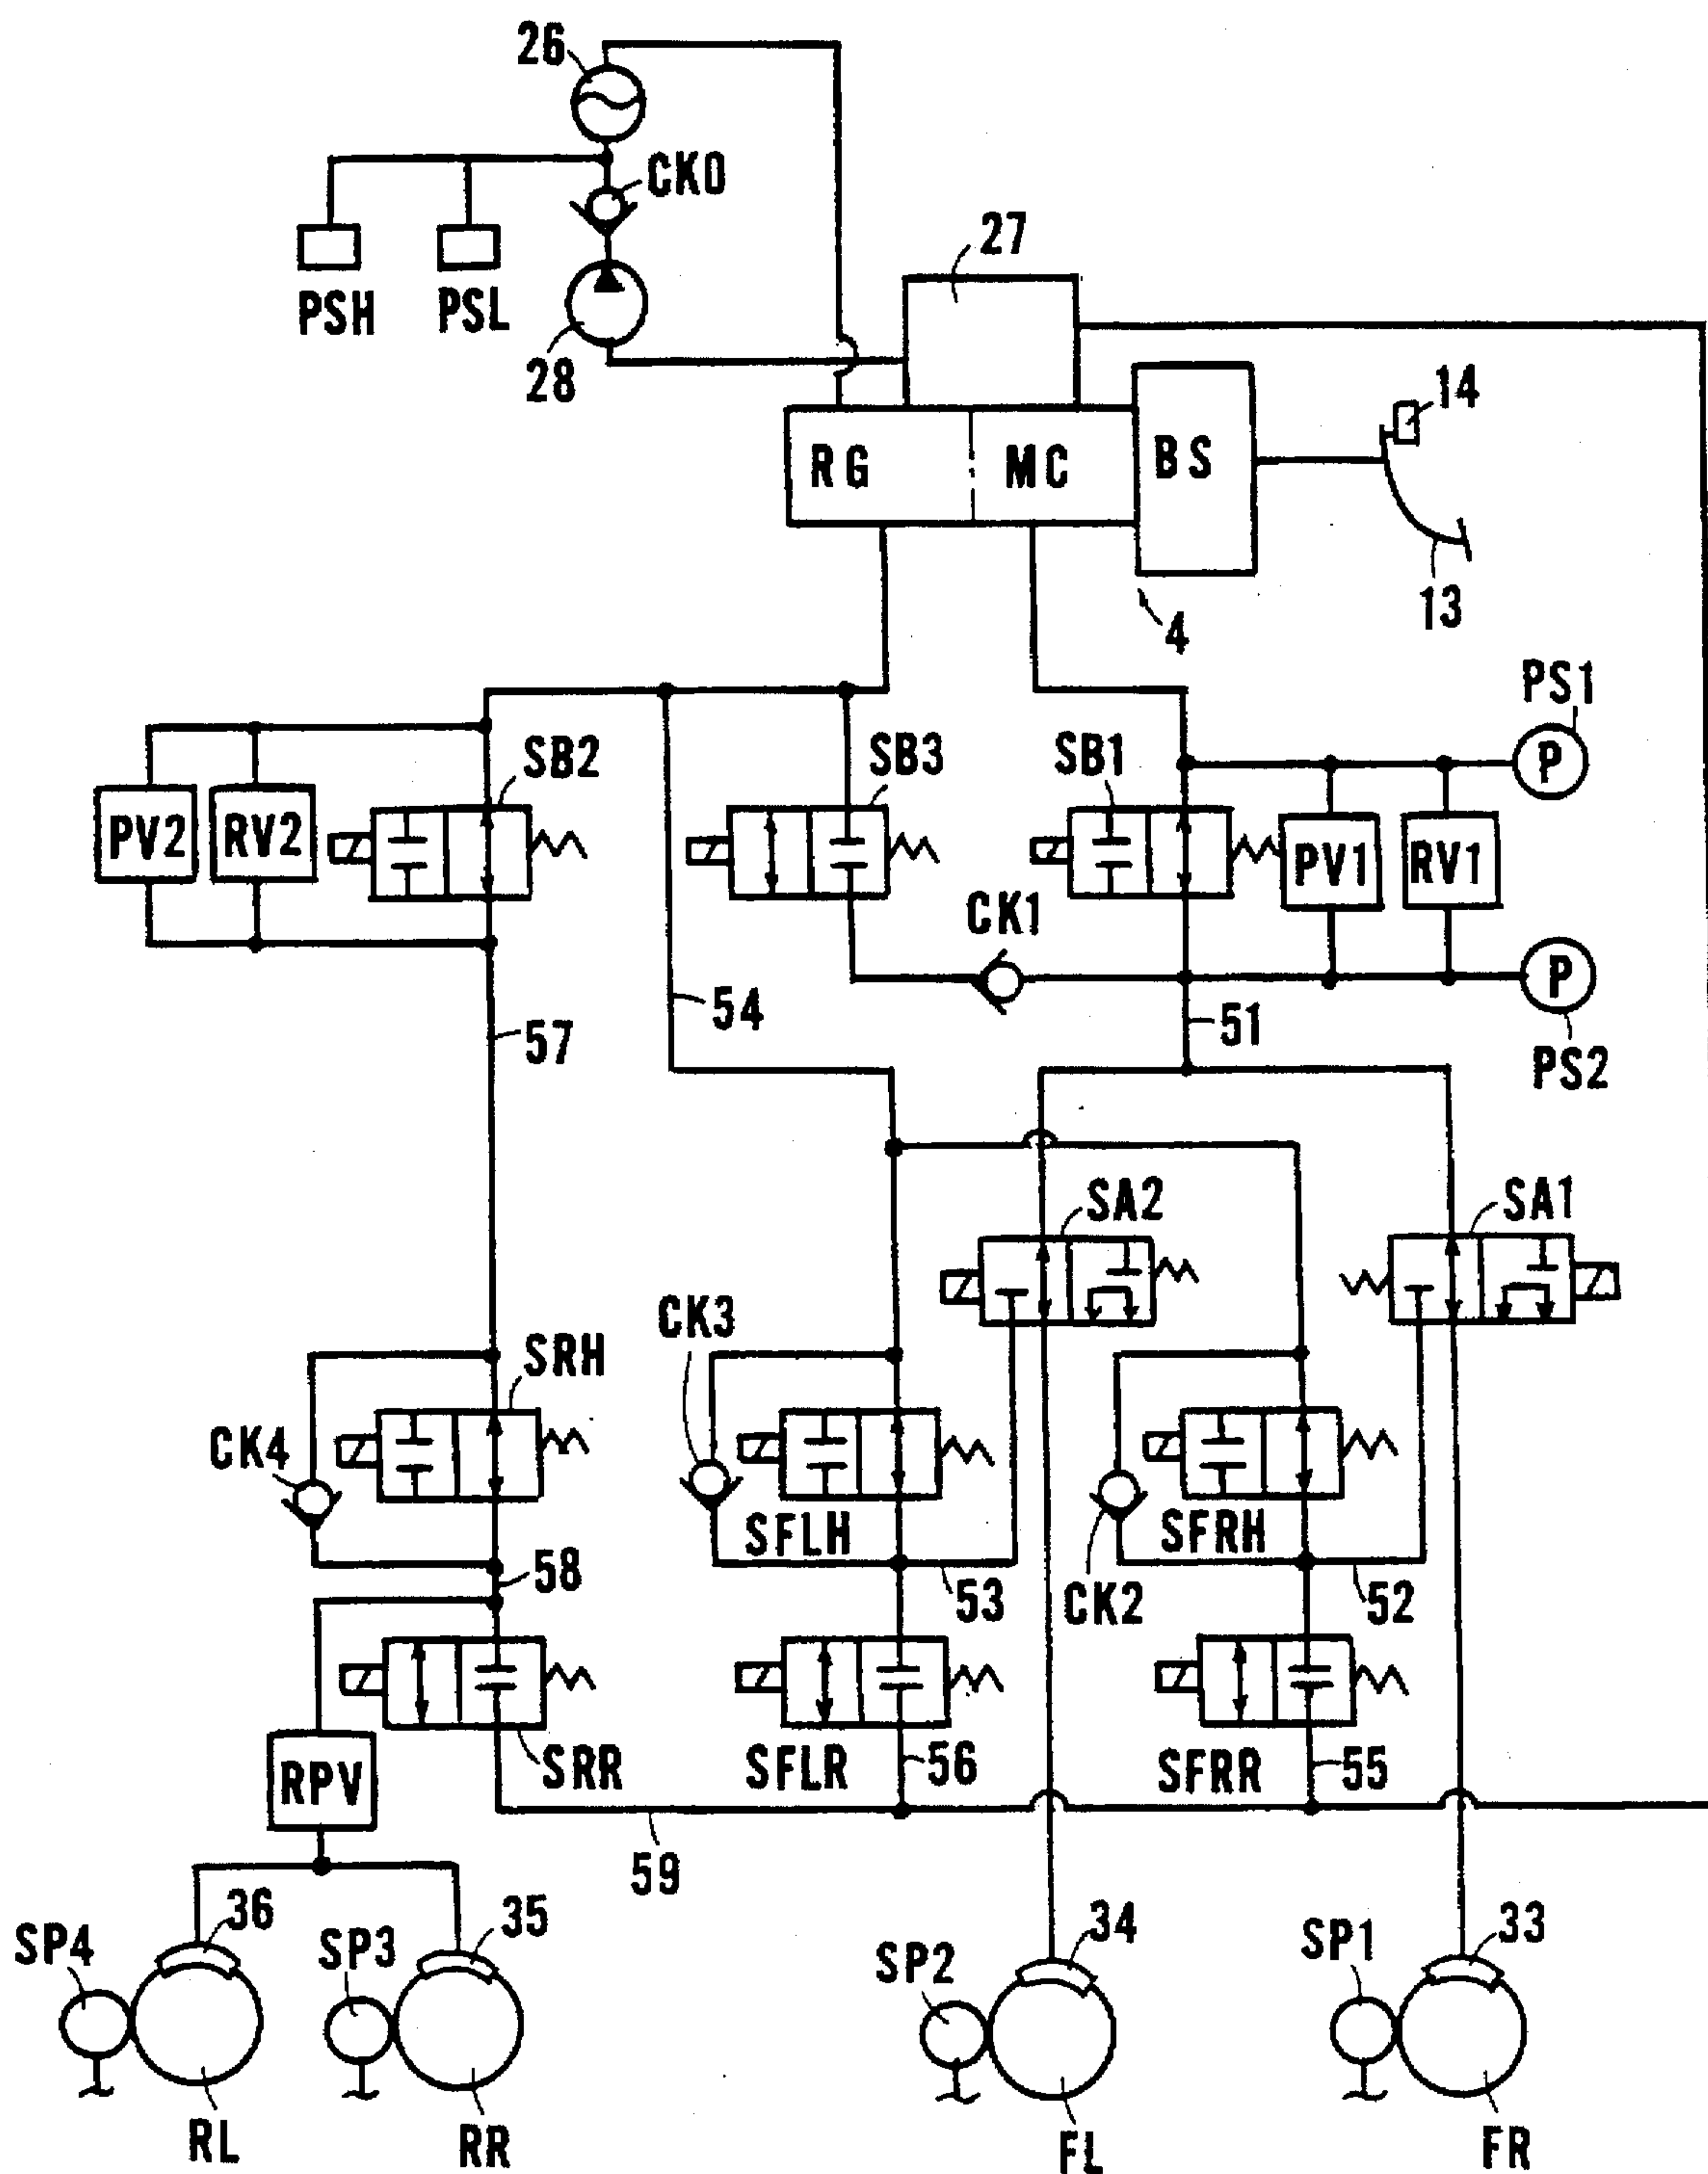 26
CK0
27
PSH
PSL
28
14
RG
MC
BS
13
4
PS1
SB2
SB3
SB1
P
PV2
RV2
PV1
RV1
CK1
P
54
51
57
PS2
SA2
SA1
CK3
SRH
CK4
SFLH
SFRH
58
53
CK2
52
SRR
SFLR
56
SFRR
55
RPV
59
36
35
34
33
SP4
SP3
SP2
SP1
RL
RR
FL
FR